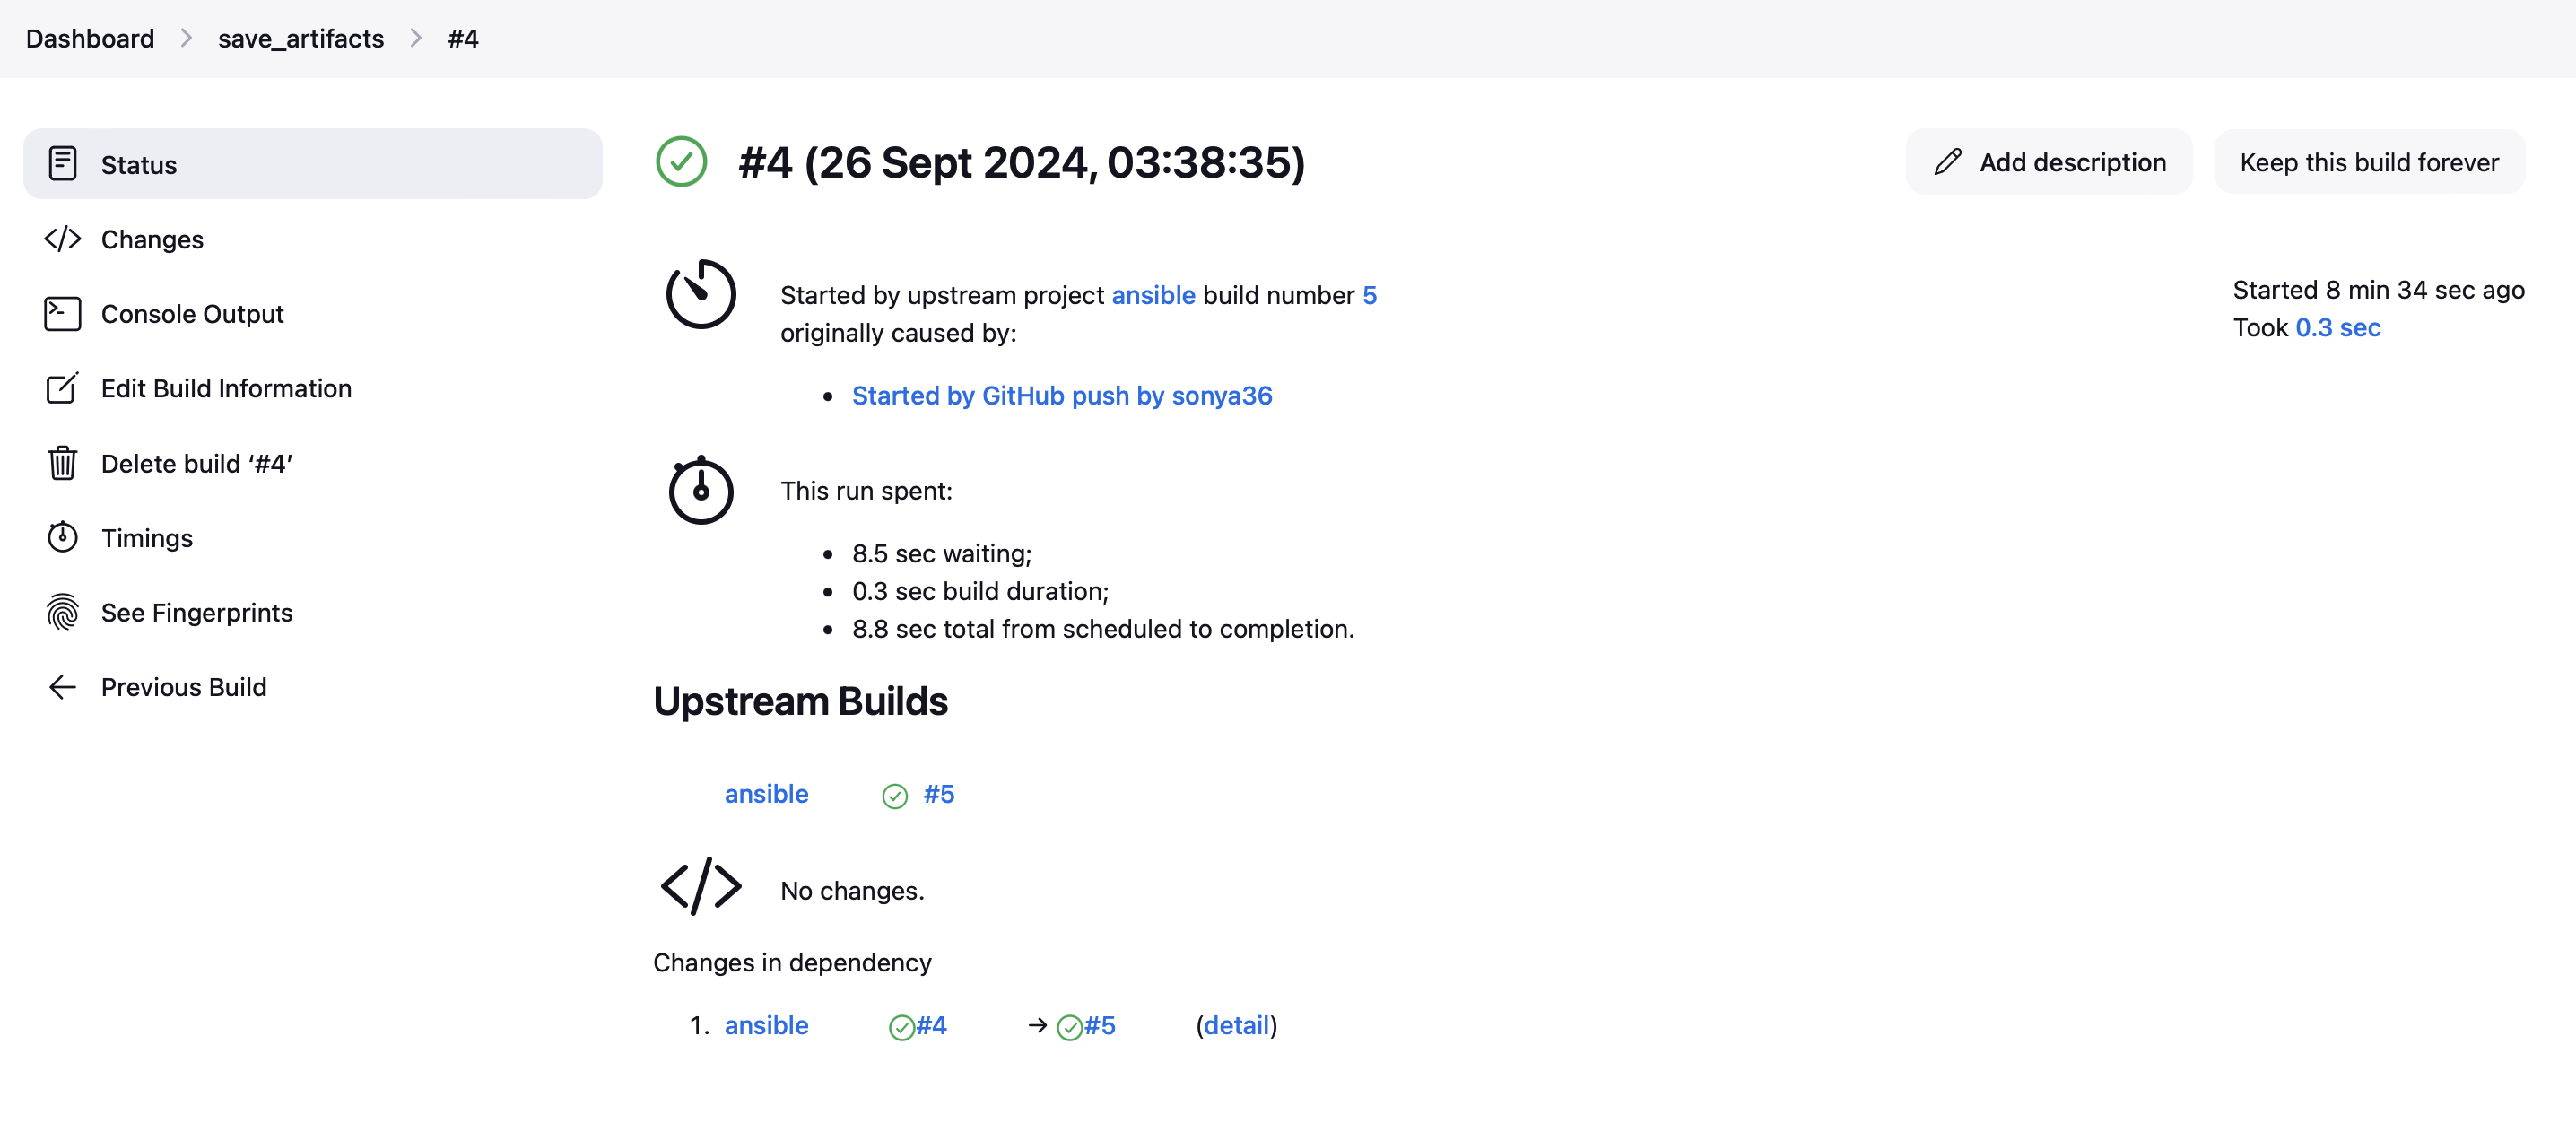 Dashboard > save_artifacts > #4
Status
Changes
Console Output
Edit Build Information
Delete build ‘#4’
Timings
See Fingerprints
Previous Build
#4 (26 Sept 2024, 03:38:35)
Add description
Keep this build forever
Started by upstream project ansible build number 5
originally caused by:
• Started by GitHub push by sonya36
Started 8 min 34 sec ago
Took 0.3 sec
This run spent:
• 8.5 sec waiting;
• 0.3 sec build duration;
• 8.8 sec total from scheduled to completion.
Upstream Builds
ansible #5
No changes.
Changes in dependency
1. ansible #4 → #5 (detail)